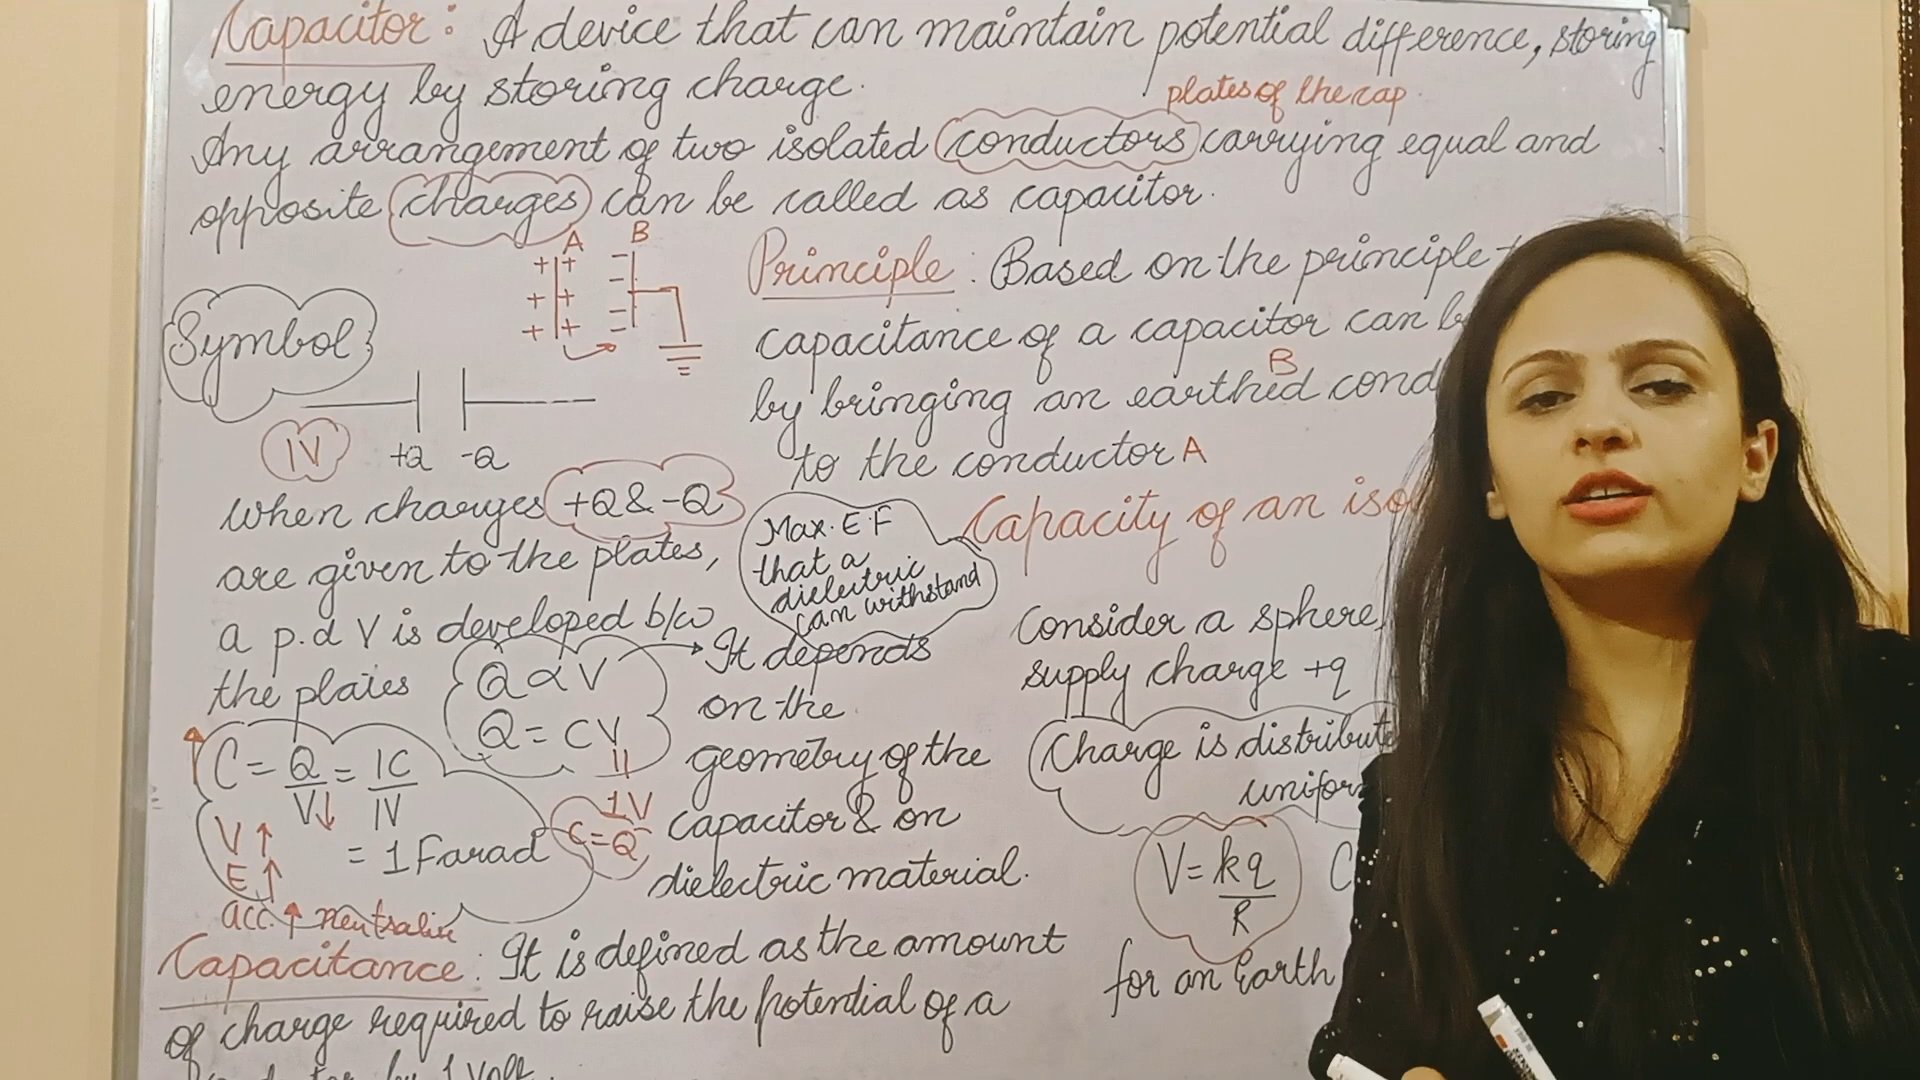 Capacitor: A device that can maintain potential difference, storing
energy by storing charge.
plates of the cap.
Any arrangement of two isolated conductors carrying equal and
opposite charges can be called as capacitor.
A B
+ + -
+ + -
+ + -
Symbol
1V
+Q -Q
Principle: Based on the principle
capacitance of a capacitor can
B
by bringing an earthed
to the conductor A
When charges +Q & -Q
are given to the plates,
a p.d V is developed b/w
the plates
Q ∝ V
Q = CV
1V
C = Q
Max. E.F
that a
dielectric
can withstand
It depends
on the
geometry of the
capacitor & on
dielectric material.
C = Q/V↓ = 1C/1V
= 1 Farad
V ↑
E ↑
acc. ↑
Capacitance: It is defined as the amount
of charge required to raise the potential of a
by 1 volt.
Capacity of an
Consider a sphere
supply charge +q
Charge is
V = kq/R C
for an Earth